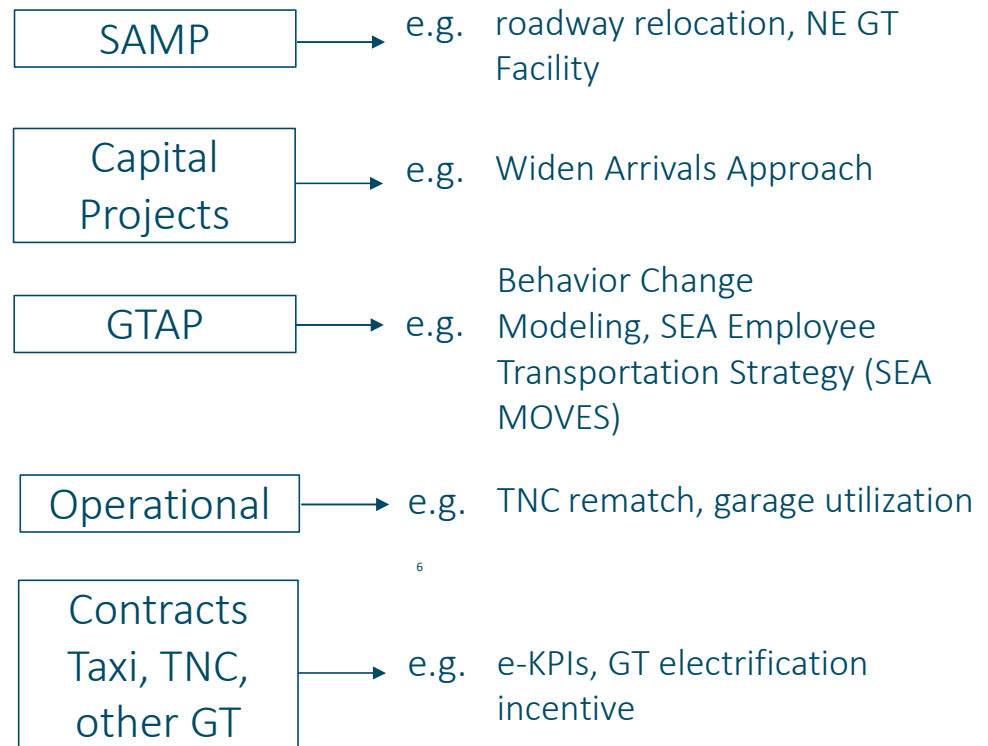 SAMP
e.g. roadway relocation, NE GT
Facility
Capital
Projects
e.g. Widen Arrivals Approach
GTAP
e.g. Behavior Change
Modeling, SEA Employee
Transportation Strategy (SEA
MOVES)
Operational
e.g. TNC rematch, garage utilization
6
Contracts
Taxi, TNC,
other GT
e.g. e-KPIs, GT electrification
incentive